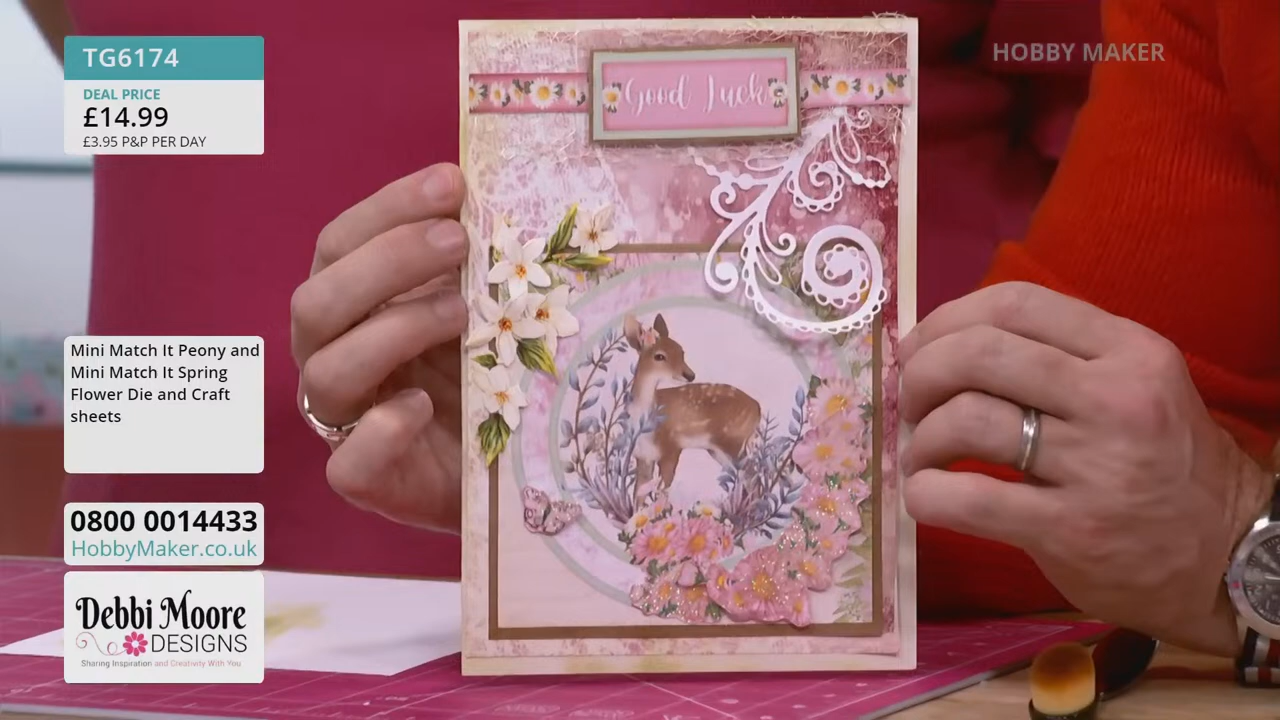 TG6174
DEAL PRICE
£14.99
£3.95 P&P PER DAY
HOBBY MAKER
Good Luck
Mini Match It Peony and
Mini Match It Spring
Flower Die and Craft
sheets
0800 0014433
HobbyMaker.co.uk
Debbi Moore
DESIGNS
Sharing Inspiration and Creativity With You